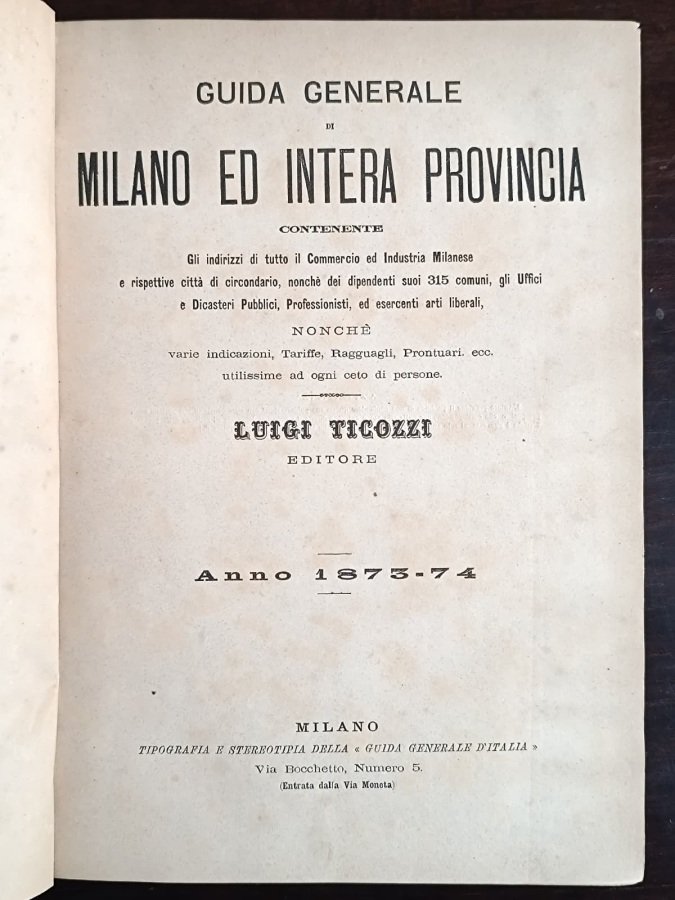 GUIDA GENERALE
DI
MILANO ED INTERA PROVINCIA
CONTENENTE
Gli indirizzi di tutto il Commercio ed Industria Milanese
e rispettive città di circondario, nonchè dei dipendenti suoi 315 comuni, gli Uffici
e Dicasteri Pubblici, Professionisti, ed esercenti arti liberali,
NONCHÈ
varie indicazioni, Tariffe, Ragguagli, Prontuari. ecc.
utilissime ad ogni ceto di persone.
LUIGI TICOZZI
EDITORE
Anno 1873-74
MILANO
TIPOGRAFIA E STEREOTIPIA DELLA « GUIDA GENERALE D'ITALIA »
Via Bocchetto, Numero 5.
(Entrata dalla Via Moneta)